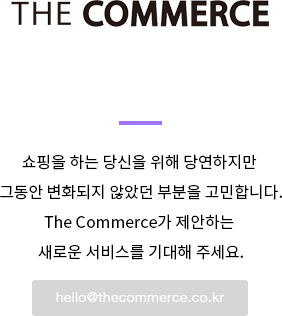 THE COMMERCE
쇼핑을 하는 당신을 위해 당연하지만
그동안 변화되지 않았던 부분을 고민합니다.
The Commerce가 제안하는
새로운 서비스를 기대해 주세요.
hello@thecommerce.co.kr